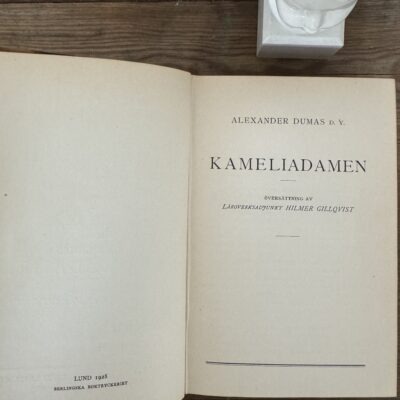 LUND 1928
BERLINGSKA BOKTRYCKERIET
ALEXANDER DUMAS D. Y.
KAMELIADAMEN
ÖVERSÄTTNING AV
LÄROVERKSADJUNKT HILMER GILLQVIST